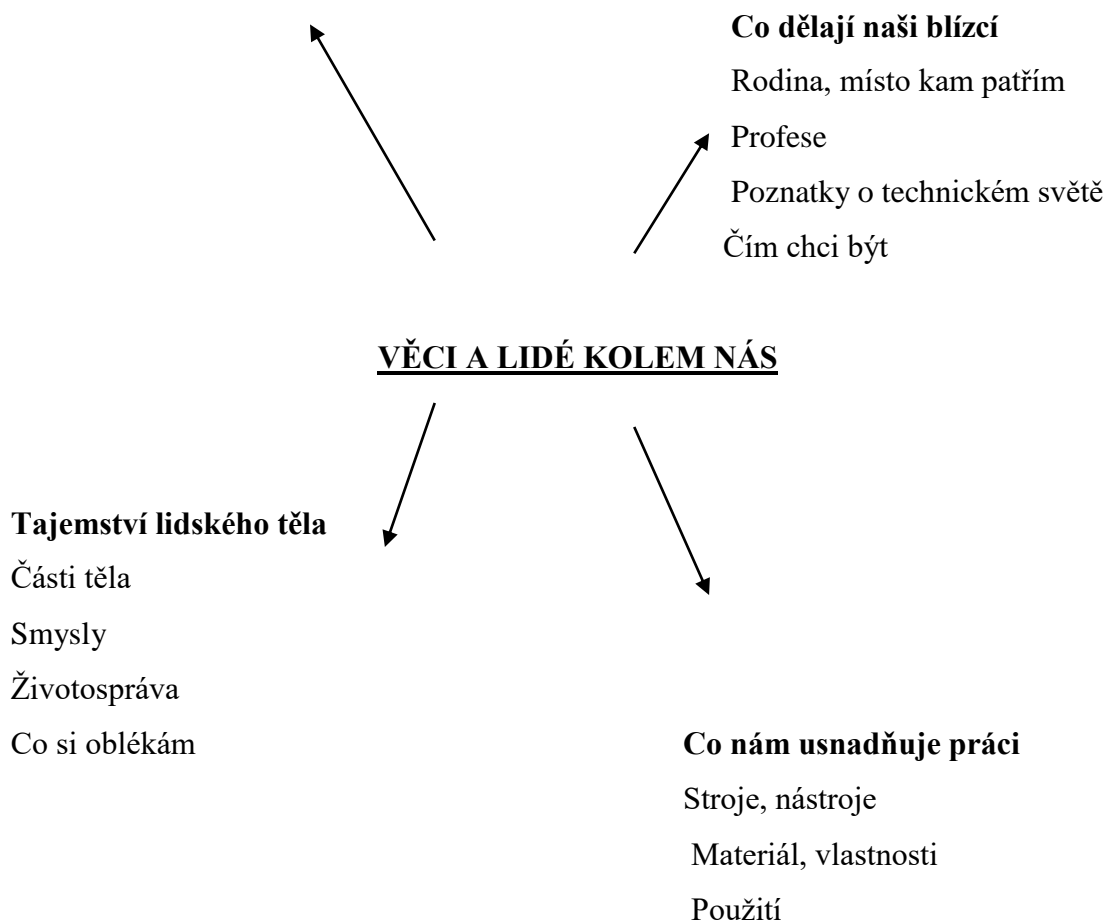 Co dělají naši blízcí
Rodina, místo kam patřím
Profese
Poznatky o technickém světě
Čím chci být
VĚCI A LIDÉ KOLEM NÁS
Tajemství lidského těla
Části těla
Smysly
Životospráva
Co si oblékám
Co nám usnadňuje práci
Stroje, nástroje
Materiál, vlastnosti
Použití